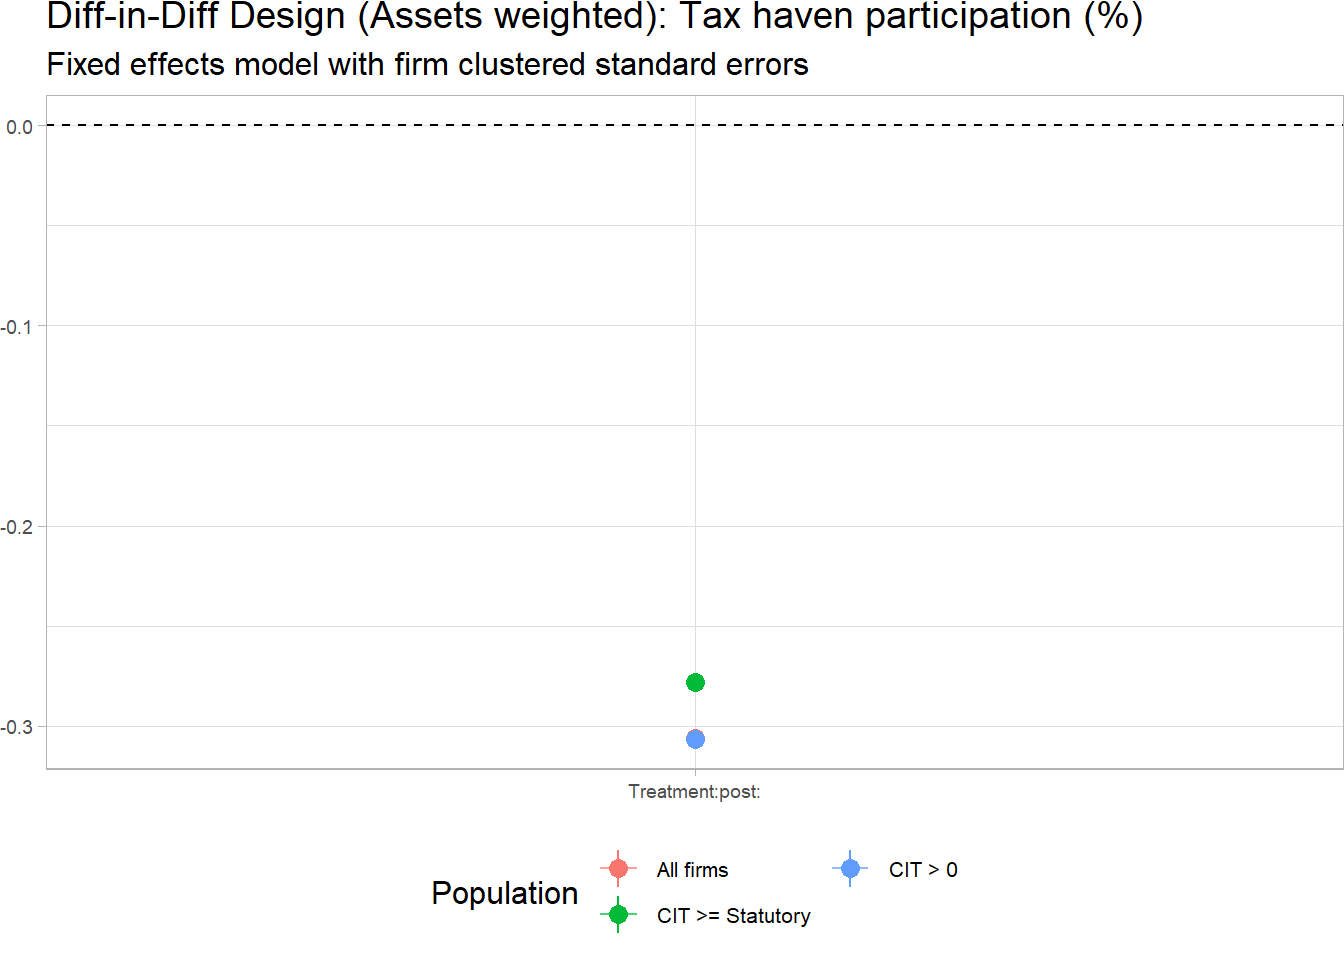 Diff-in-Diff Design (Assets weighted): Tax haven participation (%)
Fixed effects model with firm clustered standard errors
0.0
-0.1
-0.2
-0.3
Treatment:post:
Population
All firms
CIT > 0
CIT >= Statutory